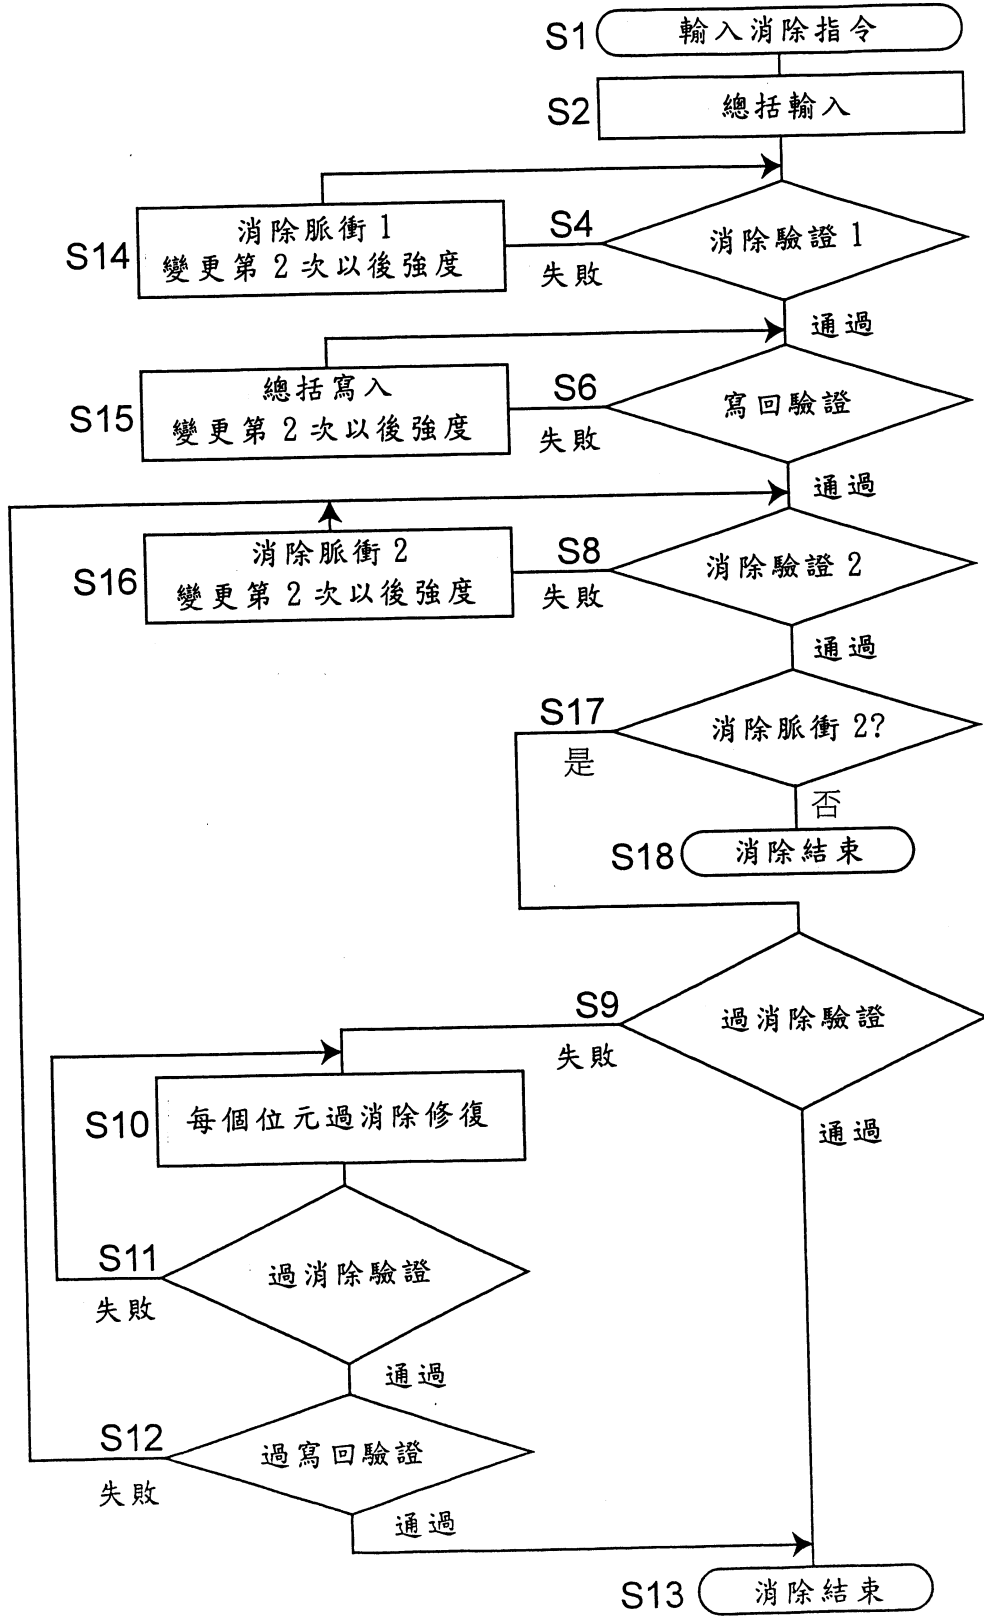 S1
輸入消除指令
S2
總括輸入
S14
消除脈衝 1
變更第 2 次以後強度
S4
失敗
消除驗證 1
通過
S15
總括寫入
變更第 2 次以後強度
S6
失敗
寫回驗證
通過
S16
消除脈衝 2
變更第 2 次以後強度
S8
失敗
消除驗證 2
通過
S17
是
消除脈衝 2?
否
S18
消除結束
S9
失敗
過消除驗證
通過
S10
每個位元過消除修復
S11
失敗
過消除驗證
通過
S12
失敗
過寫回驗證
通過
S13
消除結束